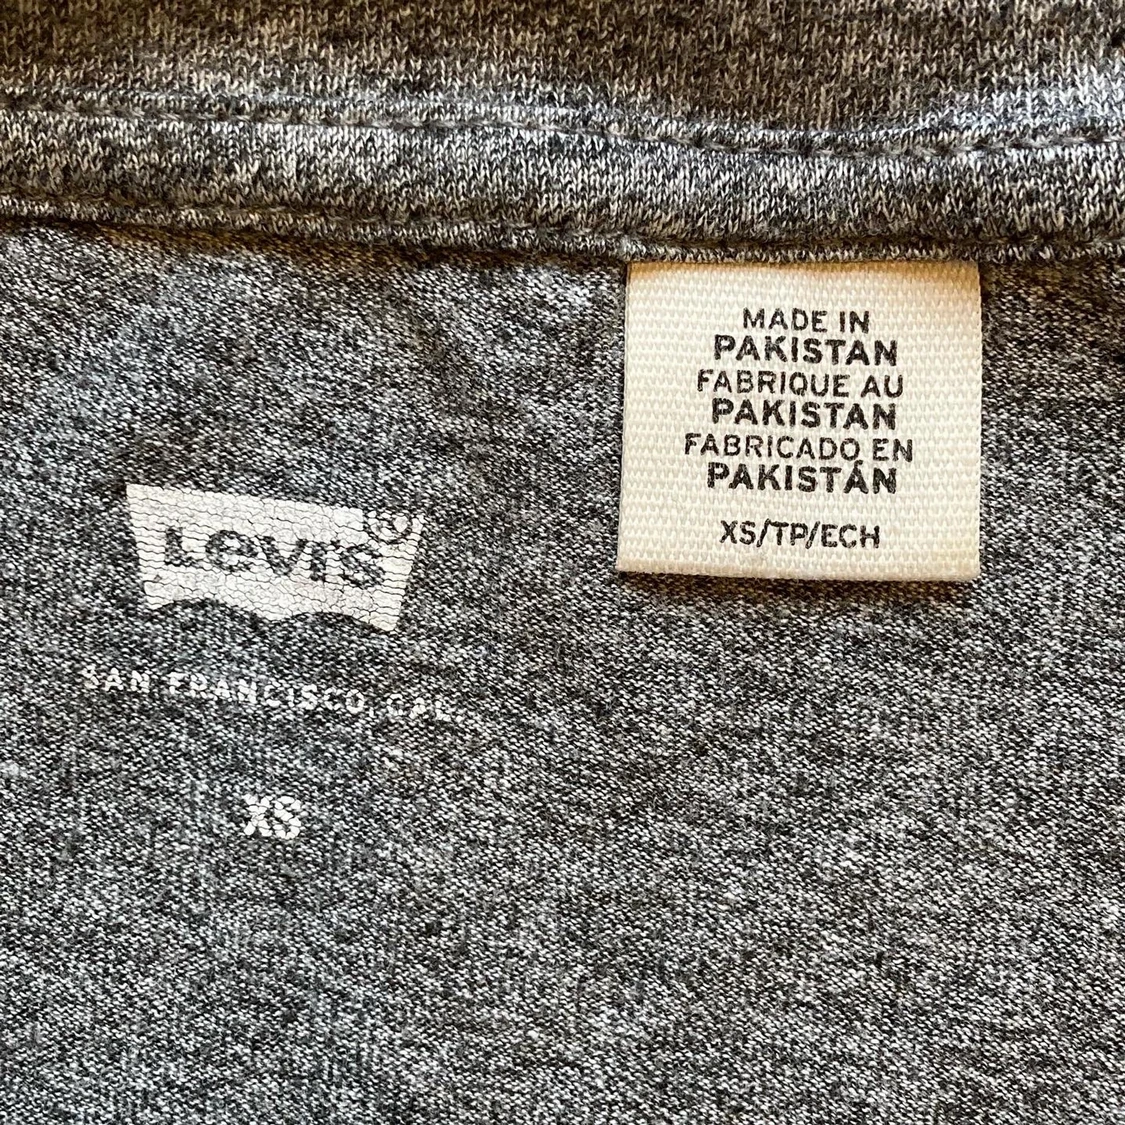 MADE IN
PAKISTAN
FABRIQUE AU
PAKISTAN
FABRICADO EN
PAKISTÁN
XS/TP/ECH
Levi's ®
SAN FRANCISCO, CAL.
XS